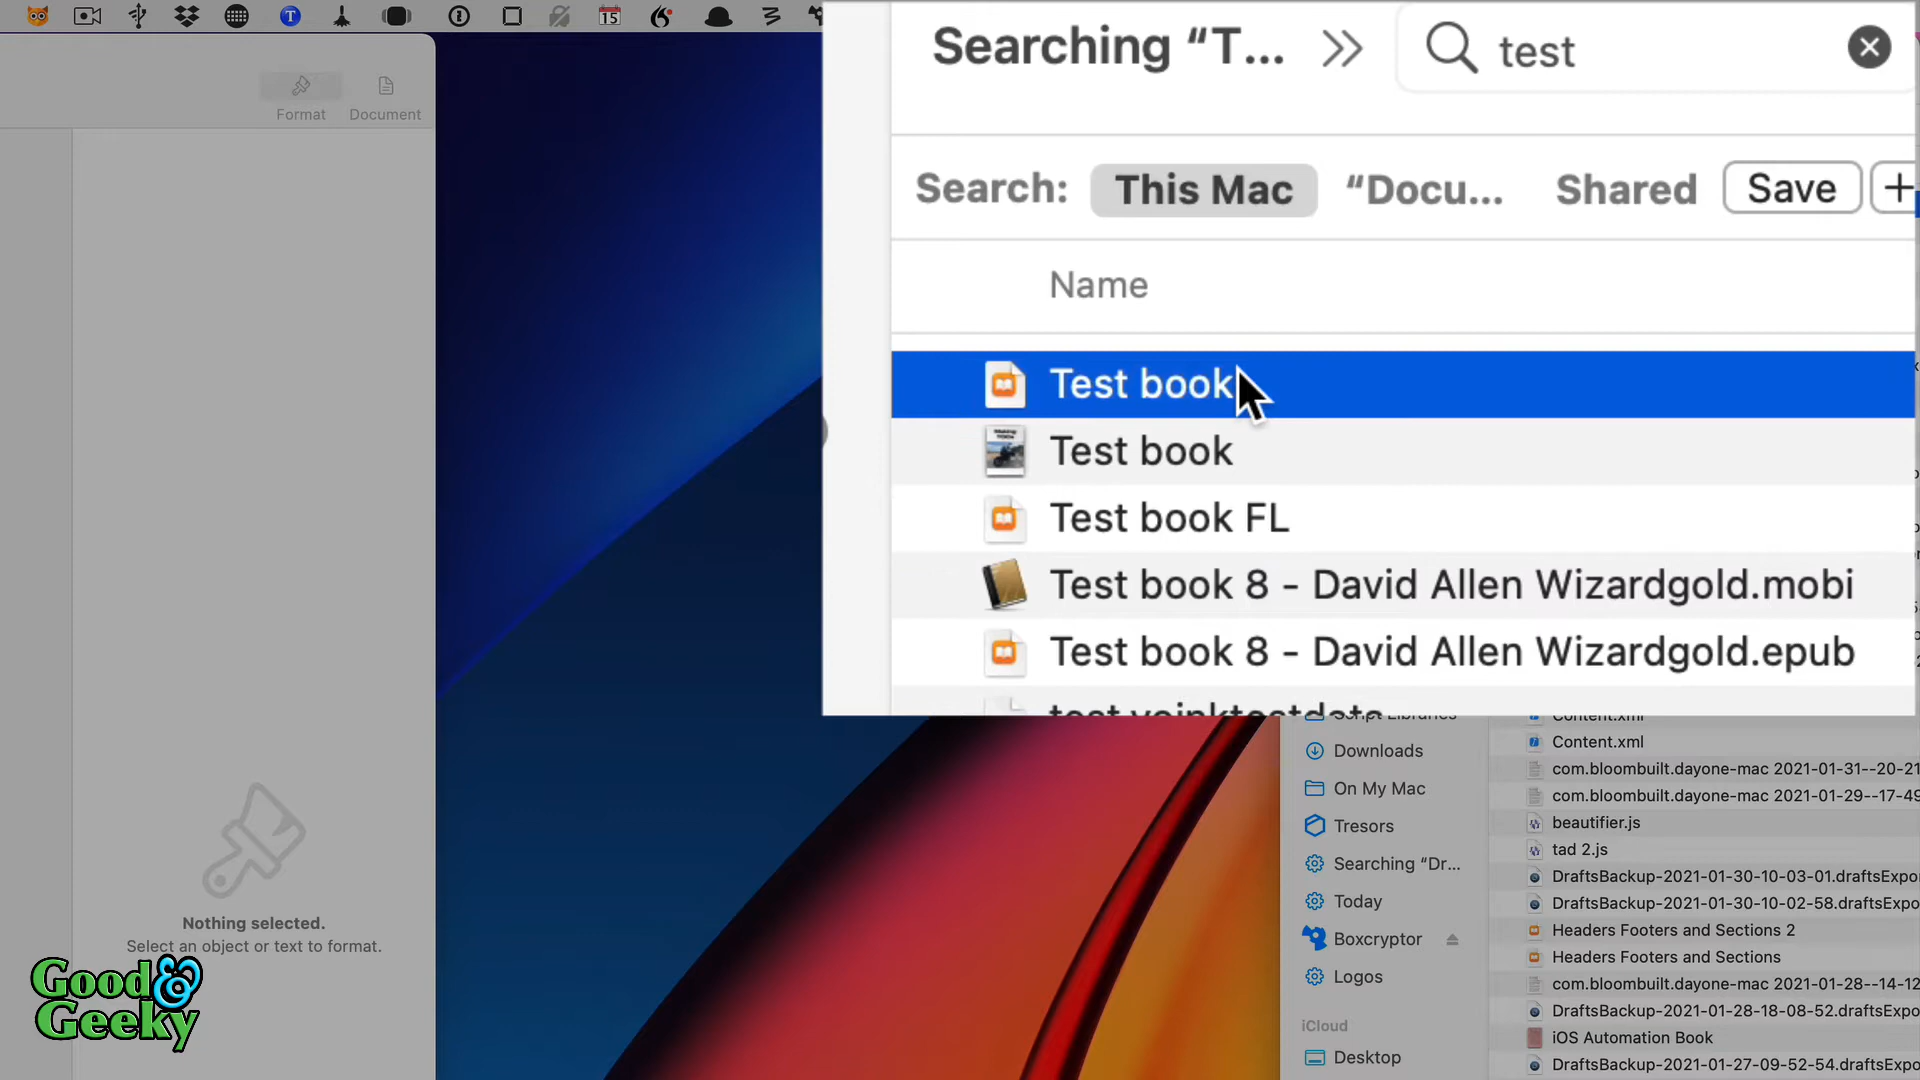 15
T
Format
Document
Searching “T...
test
Search:
This Mac
“Docu...
Shared
Save
Name
Test book
Test book
Test book FL
Test book 8 - David Allen Wizardgold.mobi
Test book 8 - David Allen Wizardgold.epub
Nothing selected.
Select an object or text to format.
Good&
Geeky
Script Libraries
Downloads
On My Mac
Tresors
Searching “Dr...
Today
Boxcryptor
Logos
iCloud
Desktop
Content.xml
Content.xml
com.bloombuilt.dayone-mac 2021-01-31--20-21
com.bloombuilt.dayone-mac 2021-01-29--17-49
beautifier.js
tad 2.js
DraftsBackup-2021-01-30-10-03-01.draftsExpo
DraftsBackup-2021-01-30-10-02-58.draftsExpo
Headers Footers and Sections 2
Headers Footers and Sections
com.bloombuilt.dayone-mac 2021-01-28--14-12
DraftsBackup-2021-01-28-18-08-52.draftsExpo
iOS Automation Book
DraftsBackup-2021-01-27-09-52-54.draftsExpo